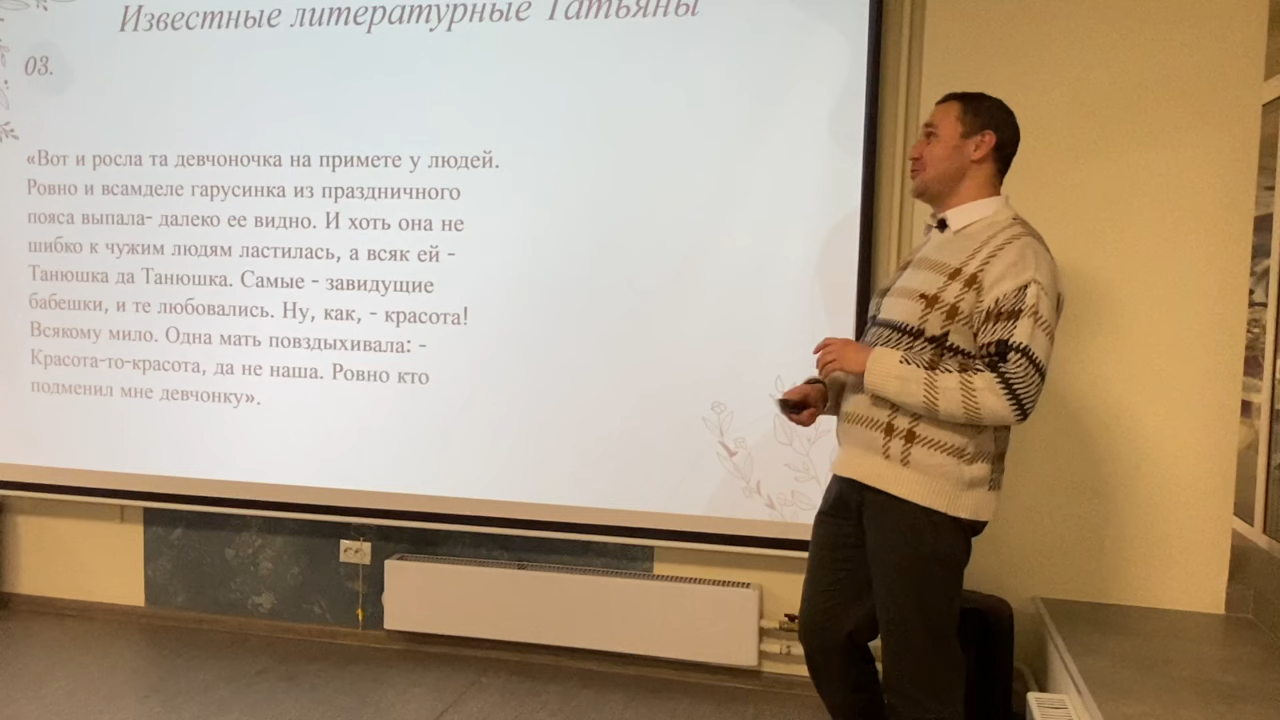 Известные литературные Татьяны
03.
«Вот и росла та девчоночка на примете у людей.
Ровно и всамделе гарусинка из праздничного
пояса выпала- далеко ее видно. И хоть она не
шибко к чужим людям ластилась, а всяк ей -
Танюшка да Танюшка. Самые - завидущие
бабешки, и те любовались. Ну, как, - красота!
Всякому мило. Одна мать повздыхивала: -
Красота-то-красота, да не наша. Ровно кто
подменил мне девчонку».